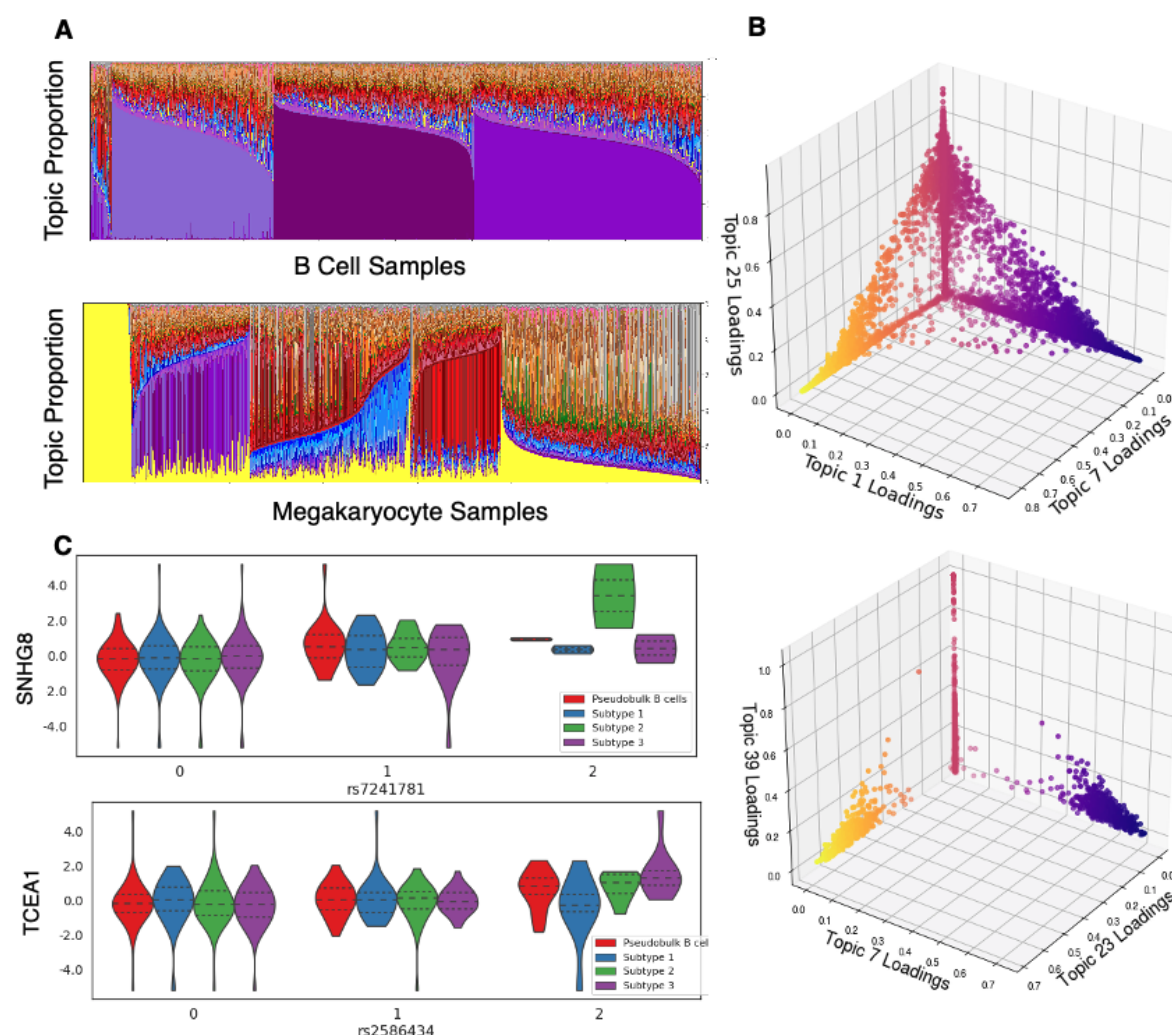 A
Topic Proportion
B Cell Samples
Topic Proportion
Megakaryocyte Samples
B
Topic 25 Loadings
0.8
0.6
0.4
0.2
0.0
0.0 0.1 0.2 0.3 0.4 0.5 0.6 0.7
Topic 1 Loadings
0.0 0.1 0.2 0.3 0.4 0.5 0.6 0.7 0.8
Topic 7 Loadings
Topic 39 Loadings
1.0
0.8
0.6
0.4
0.2
0.0
0.0 0.1 0.2 0.3 0.4 0.5 0.6 0.7
Topic 7 Loadings
0.0 0.1 0.2 0.3 0.4 0.5 0.6 0.7
Topic 23 Loadings
C
SNHG8
4.0
2.0
0.0
2.0
-4.0
Pseudobulk B cells
Subtype 1
Subtype 2
Subtype 3
0 1 2
rs7241781
TCEA1
4.0
2.0
0.0
-2.0
-4.0
Pseudobulk B cel
Subtype 1
Subtype 2
Subtype 3
0 1 2
rs2586434